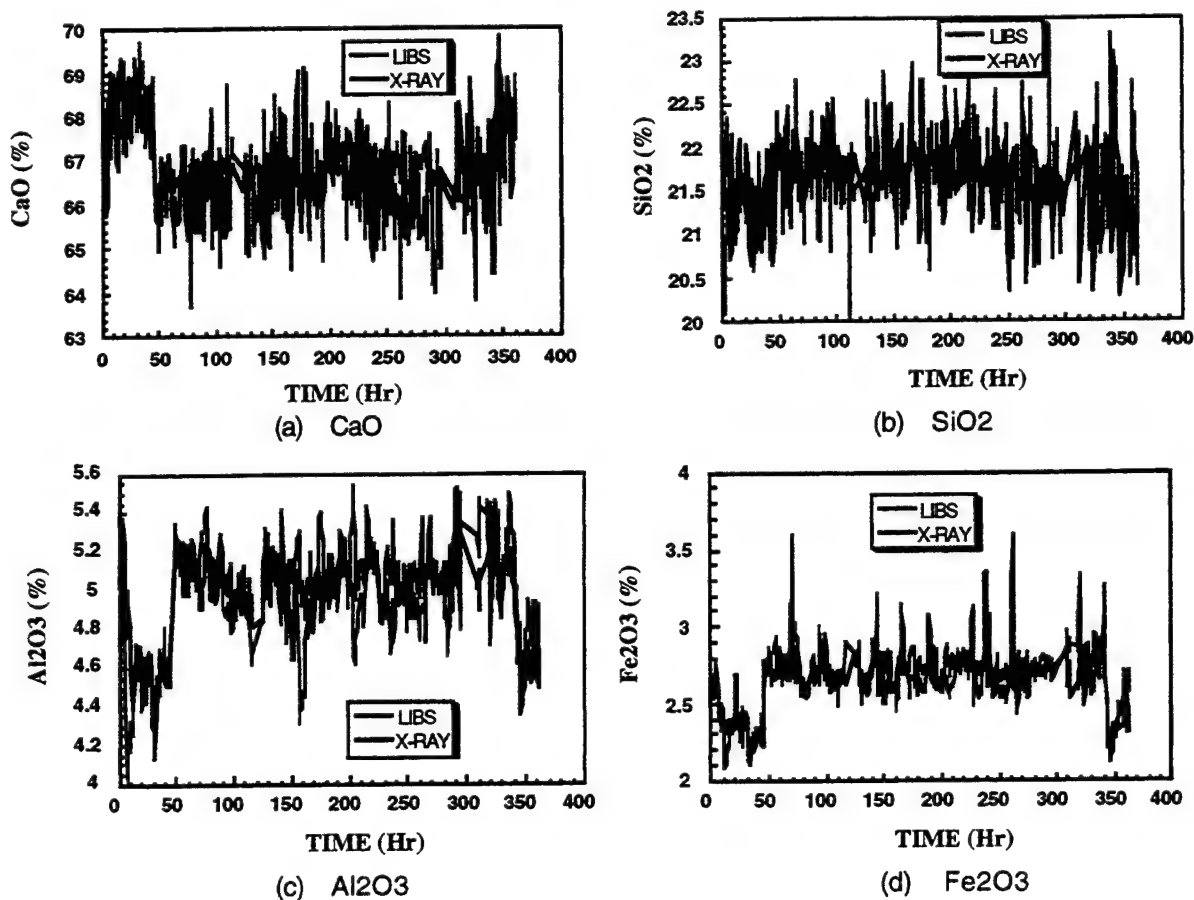 70
69
68
67
66
65
64
63
CaO (%)
LIBS
X-RAY
0 50 100 150 200 250 300 350 400
TIME (Hr)
(a) CaO
23.5
23
22.5
22
21.5
21
20.5
20
SiO2 (%)
LIBS
X-RAY
0 50 100 150 200 250 300 350 400
TIME (Hr)
(b) SiO2
5.6
5.4
5.2
5
4.8
4.6
4.4
4.2
4
Al2O3 (%)
LIBS
X-RAY
0 50 100 150 200 250 300 350 400
TIME (Hr)
(c) Al2O3
4
3.5
3
2.5
2
Fe2O3 (%)
LIBS
X-RAY
0 50 100 150 200 250 300 350 400
TIME (Hr)
(d) Fe2O3